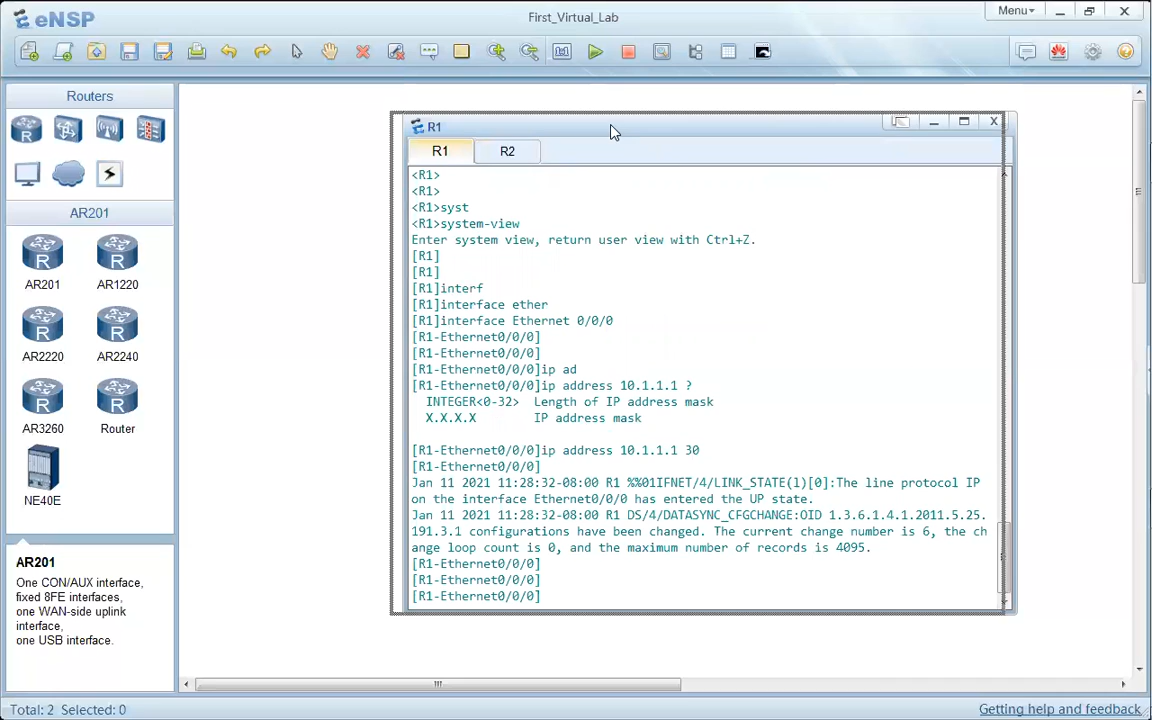 eNSP
First_Virtual_Lab
Menu
Routers
AR201
AR201
AR1220
AR2220
AR2240
AR3260
Router
NE40E
AR201
One CON/AUX interface,
fixed 8FE interfaces,
one WAN-side uplink
interface,
one USB interface.
R1
R1
R2
<R1>
<R1>
<R1>syst
<R1>system-view
Enter system view, return user view with Ctrl+Z.
[R1]
[R1]
[R1]interf
[R1]interface ether
[R1]interface Ethernet 0/0/0
[R1-Ethernet0/0/0]
[R1-Ethernet0/0/0]
[R1-Ethernet0/0/0]ip ad
[R1-Ethernet0/0/0]ip address 10.1.1.1 ?
INTEGER<0-32> Length of IP address mask
X.X.X.X IP address mask
[R1-Ethernet0/0/0]ip address 10.1.1.1 30
[R1-Ethernet0/0/0]
Jan 11 2021 11:28:32-08:00 R1 %%01IFNET/4/LINK_STATE(l)[0]:The line protocol IP
on the interface Ethernet0/0/0 has entered the UP state.
Jan 11 2021 11:28:32-08:00 R1 DS/4/DATASYNC_CFGCHANGE:OID 1.3.6.1.4.1.2011.5.25.
191.3.1 configurations have been changed. The current change number is 6, the ch
ange loop count is 0, and the maximum number of records is 4095.
[R1-Ethernet0/0/0]
[R1-Ethernet0/0/0]
[R1-Ethernet0/0/0]
Total: 2 Selected: 0
Getting help and feedback